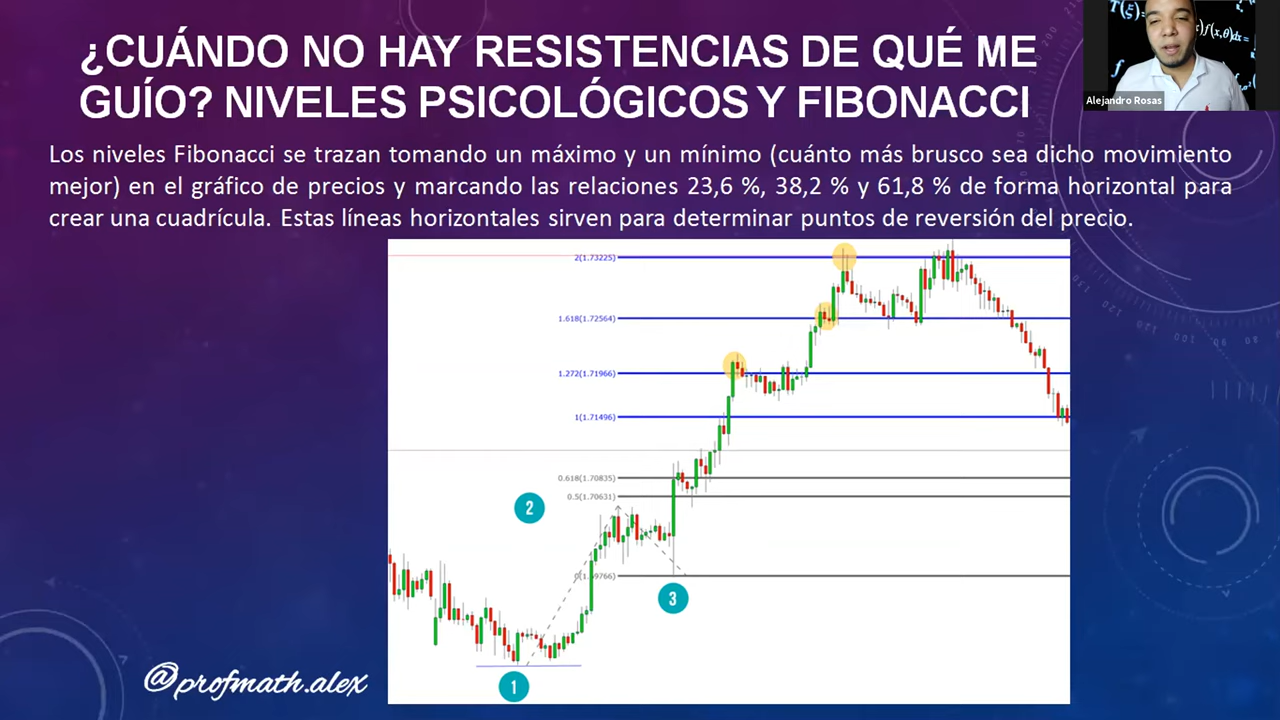 ¿CUÁNDO NO HAY RESISTENCIAS DE QUÉ ME
GUÍO? NIVELES PSICOLÓGICOS Y FIBONACCI
Alejandro Rosas
Los niveles Fibonacci se trazan tomando un máximo y un mínimo (cuánto más brusco sea dicho movimiento
mejor) en el gráfico de precios y marcando las relaciones 23,6 %, 38,2 % y 61,8 % de forma horizontal para
crear una cuadrícula. Estas líneas horizontales sirven para determinar puntos de reversión del precio.
2(1.73225)
1.618(1.72564)
1.272(1.71966)
1(1.71496)
0.618(1.70835)
0.5(1.70631)
2
3
1
@profmath.alex